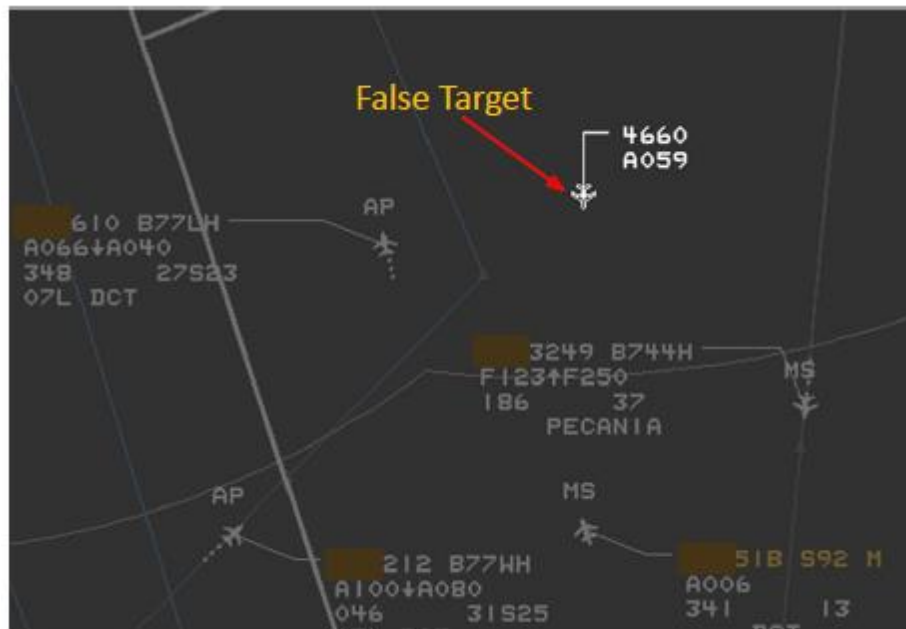 False Target
4660
A059
AP
610 B77LH
A066↓A040
348 27S23
07L DCT
3249 B744H
F123↑F250
186 37
PECANIA
MS
AP
212 B77WH
A100↓A080
046 31S25
MS
51B S92 M
A006
341 13
DCT